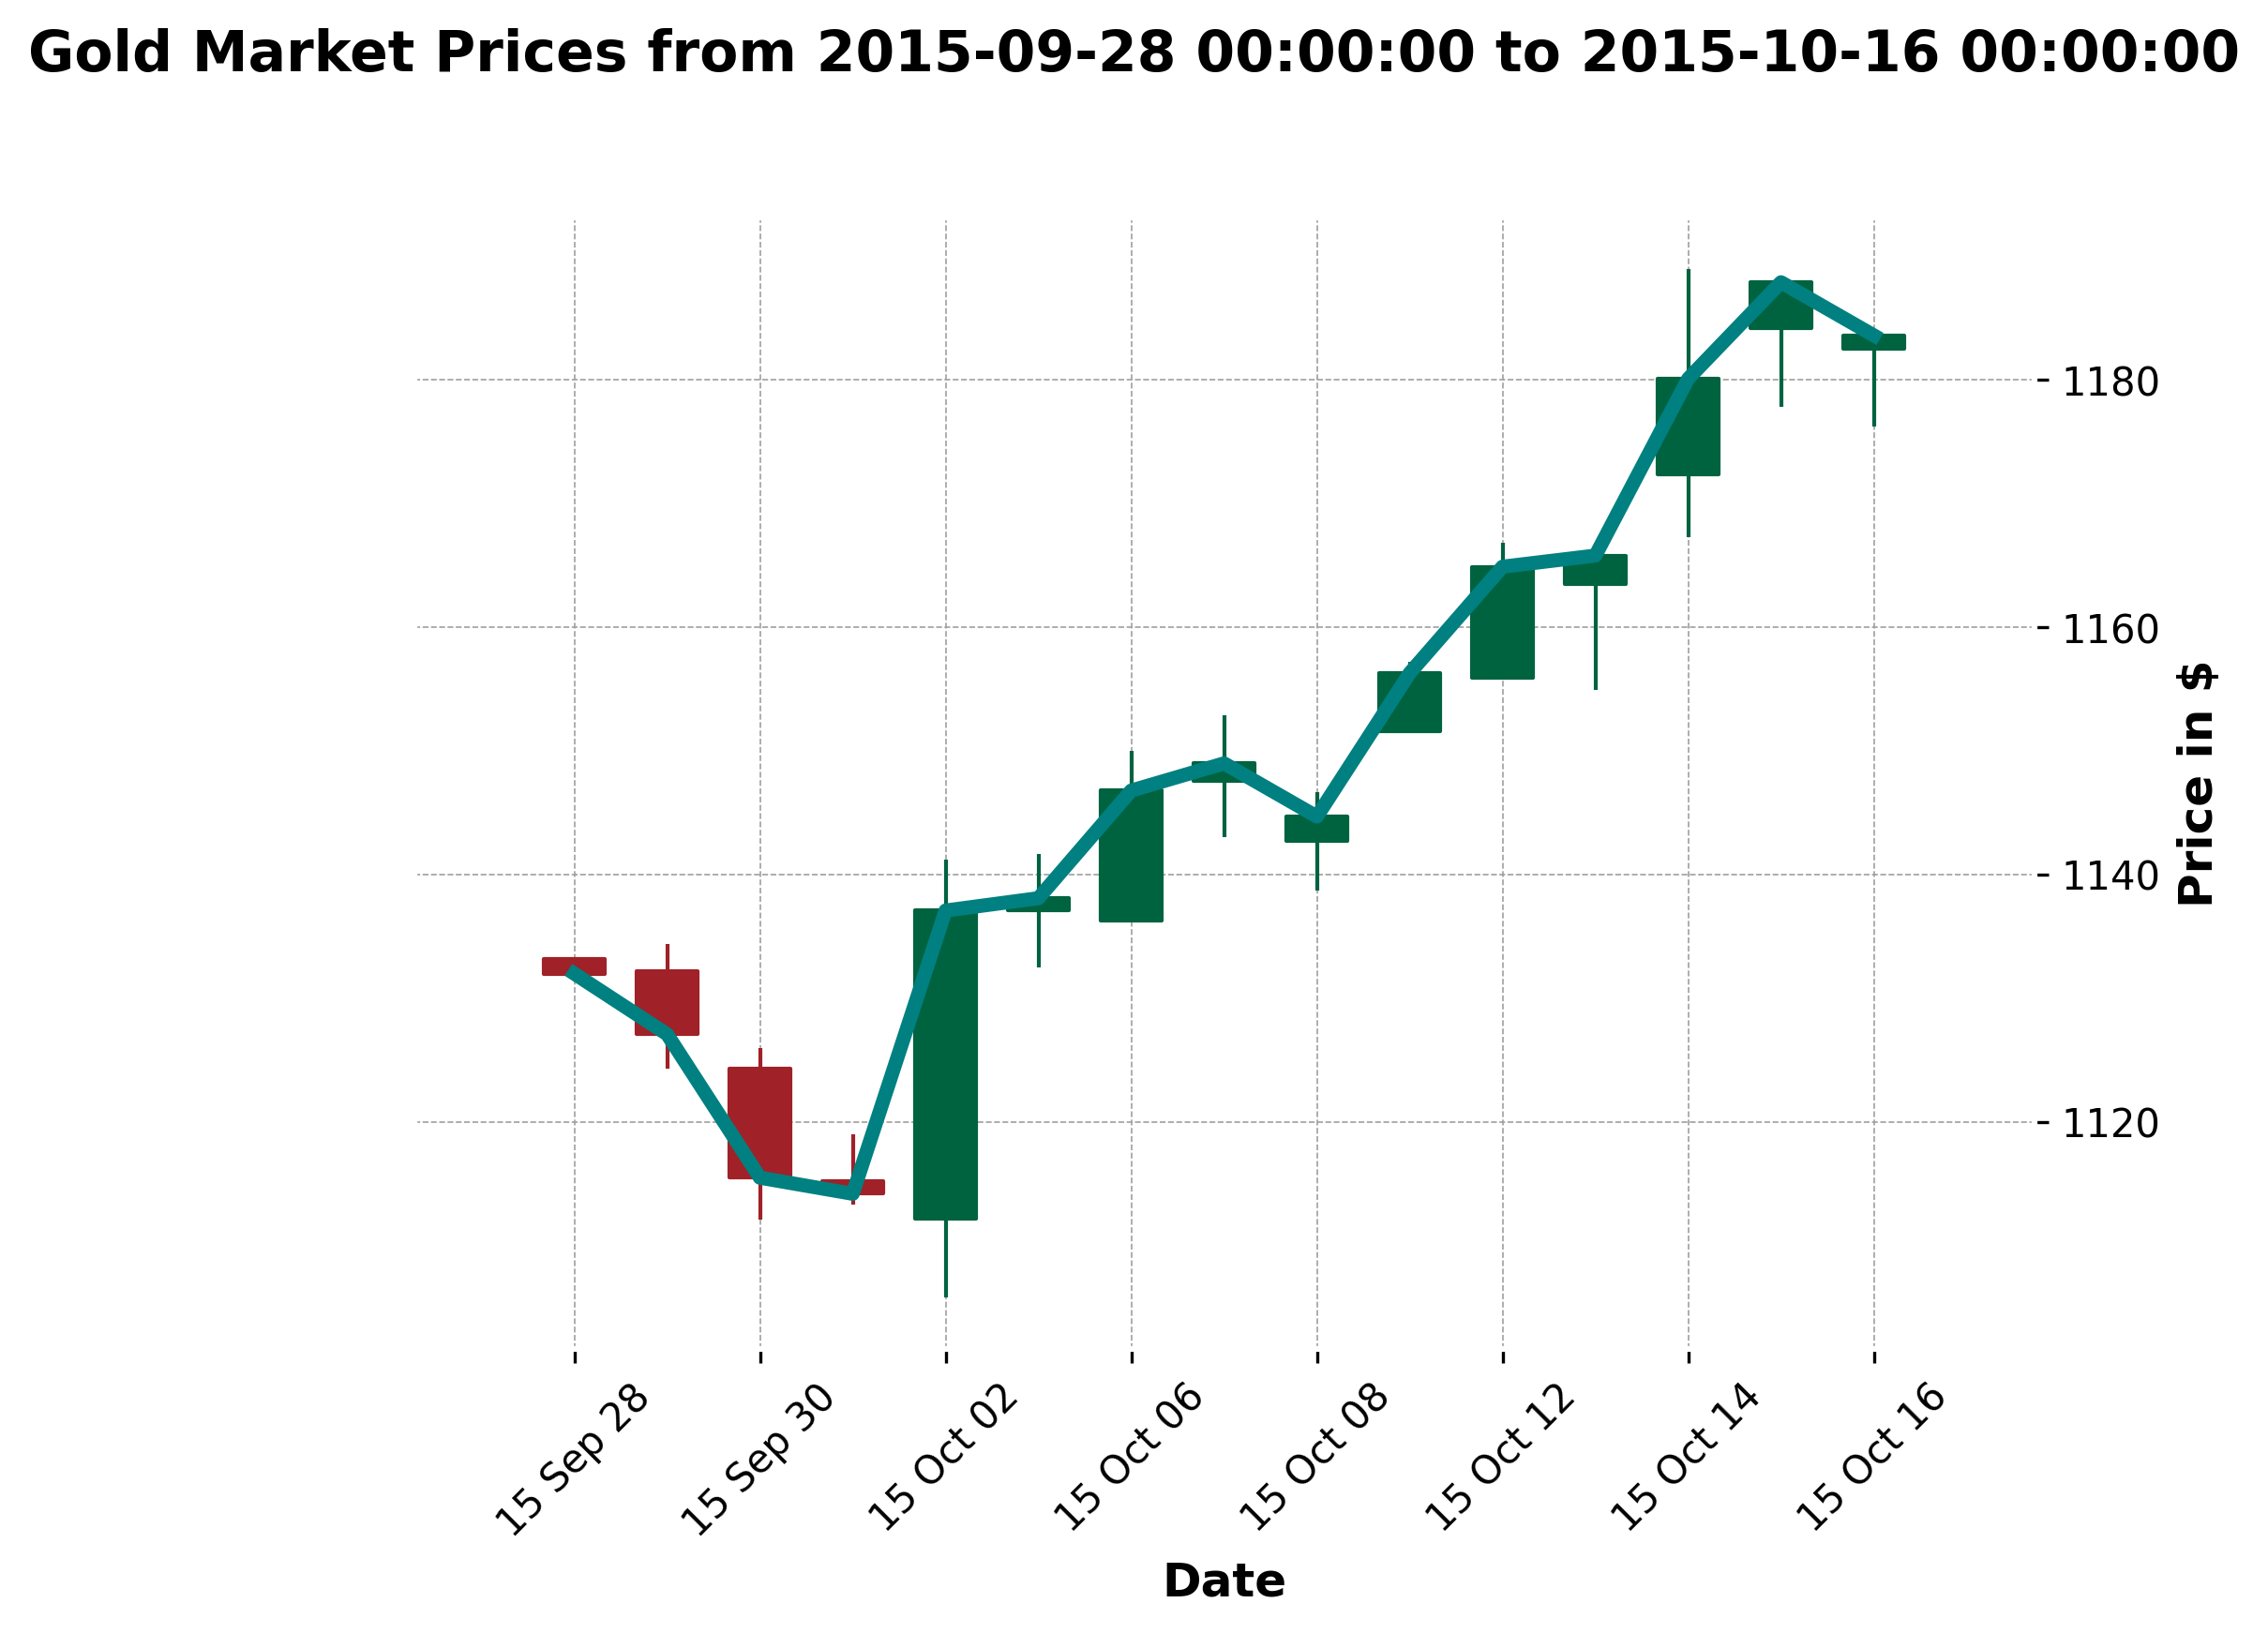 Gold Market Prices from 2015-09-28 00:00:00 to 2015-10-16 00:00:00
1180
1160
1140
1120
Price in $
15 Sep 28
15 Sep 30
15 Oct 02
15 Oct 06
15 Oct 08
15 Oct 12
15 Oct 14
15 Oct 16
Date